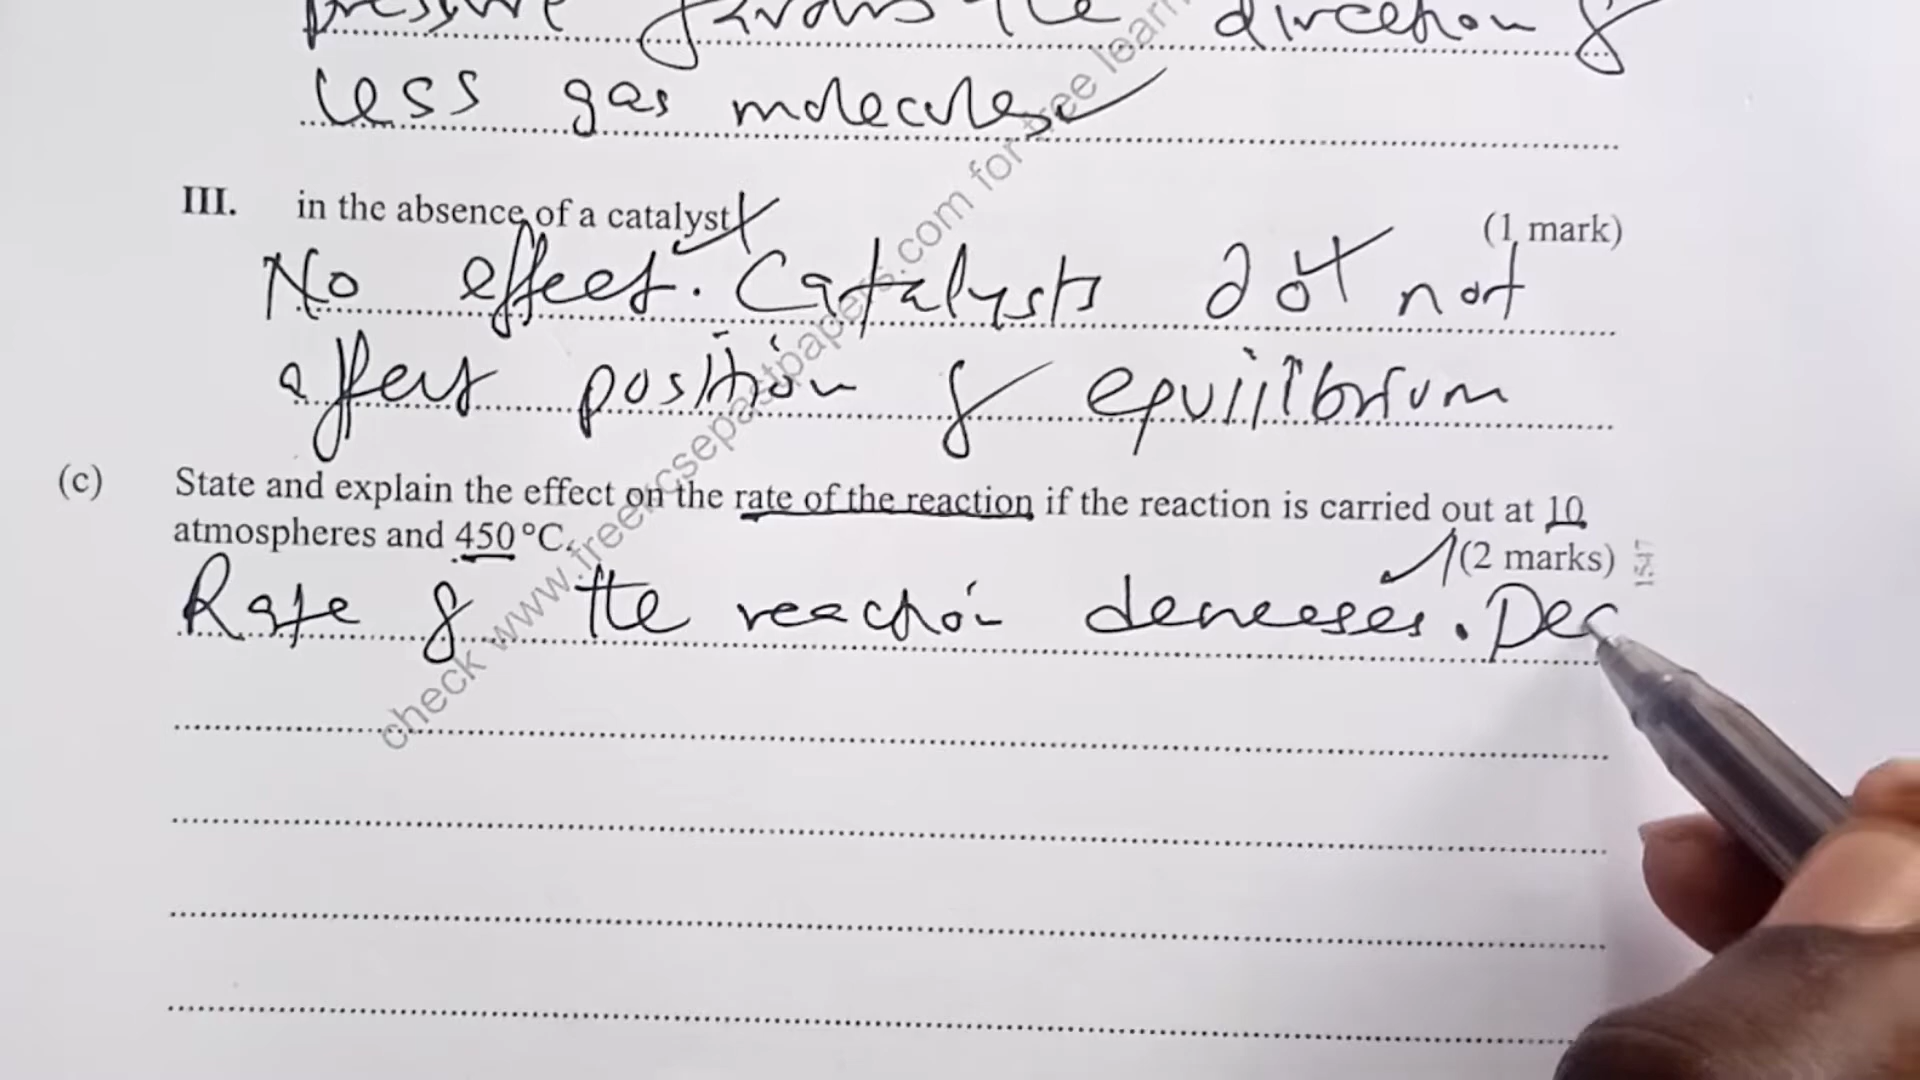 pressure favours the direction of
less gas molecules
III. in the absence of a catalyst (1 mark)
No effect. Catalysts do not
affect position of equiilbrium
(c) State and explain the effect on the rate of the reaction if the reaction is carried out at 10
atmospheres and 450°C. (2 marks)
Rate of the reaction decreases. Dec
check www.freekcsepastpapers.com for free learn